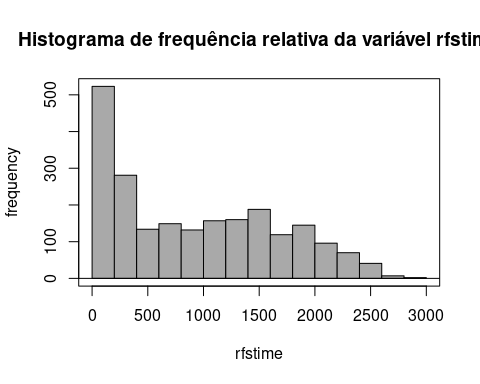 Histograma de frequência relativa da variável rfstin
frequency
500
300
100
0
0 500 1000 1500 2000 2500 3000
rfstime